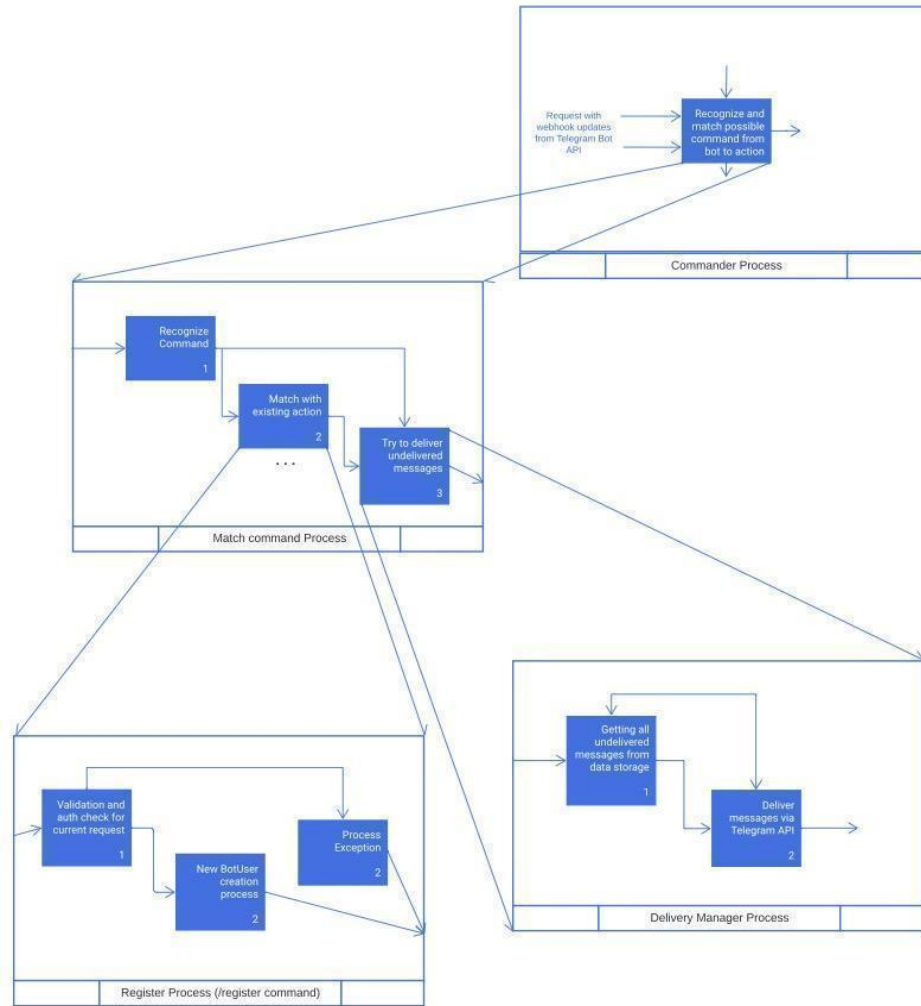 Request with
webhook updates
from Telegram Bot
API
Recognize and
match possible
command from
bot to action
Commander Process
Recognize
Command
1
Match with
existing action
2
...
Try to deliver
undelivered
messages
3
Match command Process
Getting all
undelivered
messages from
data storage
1
Deliver
messages via
Telegram API
2
Delivery Manager Process
Validation and
auth check for
current request
1
New BotUser
creation
process
2
Process
Exception
2
Register Process (/register command)